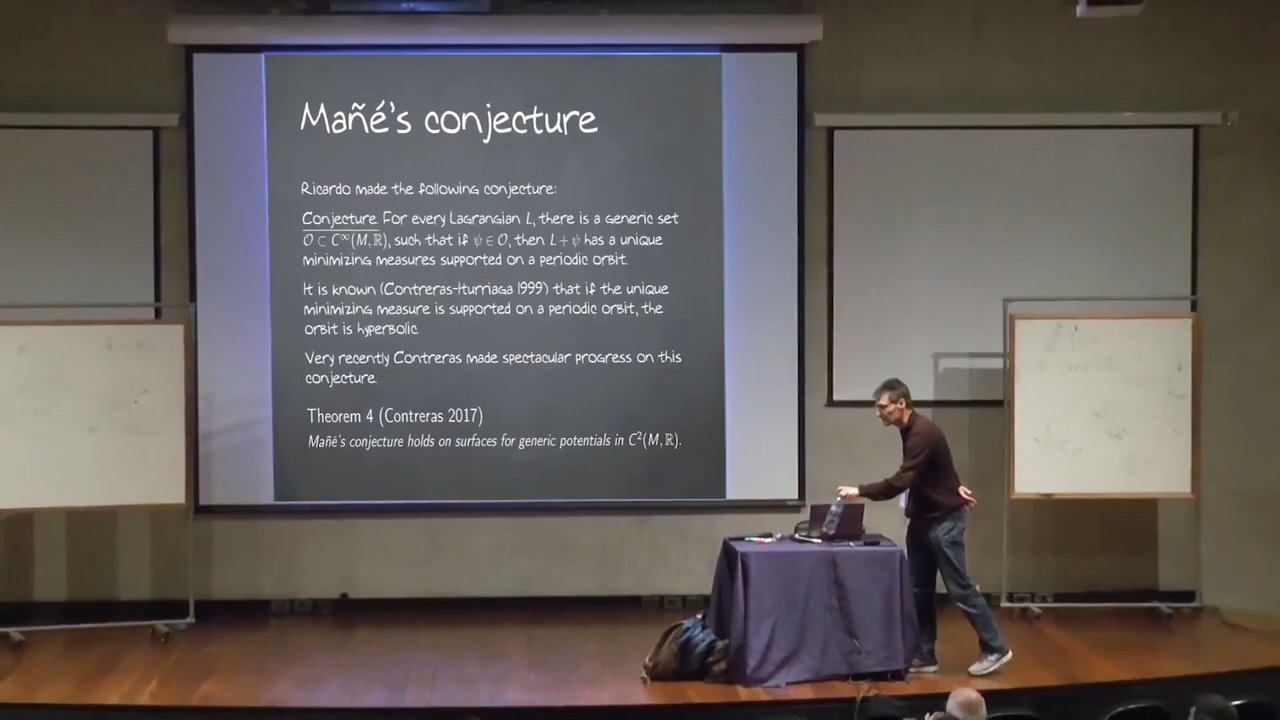 Mañé's conjecture
Ricardo made the following conjecture:
Conjecture. For every Lagrangian L, there is a generic set
O ⊂ C^∞(M,ℝ), such that if ψ ∈ O, then L + ψ has a unique
minimizing measures supported on a periodic orbit.
It is known (Contreras-Iturriaga 1999) that if the unique
minimizing measure is supported on a periodic orbit, the
orbit is hyperbolic.
Very recently Contreras made spectacular progress on this
conjecture.
Theorem 4 (Contreras 2017)
Mañé's conjecture holds on surfaces for generic potentials in C²(M,ℝ).